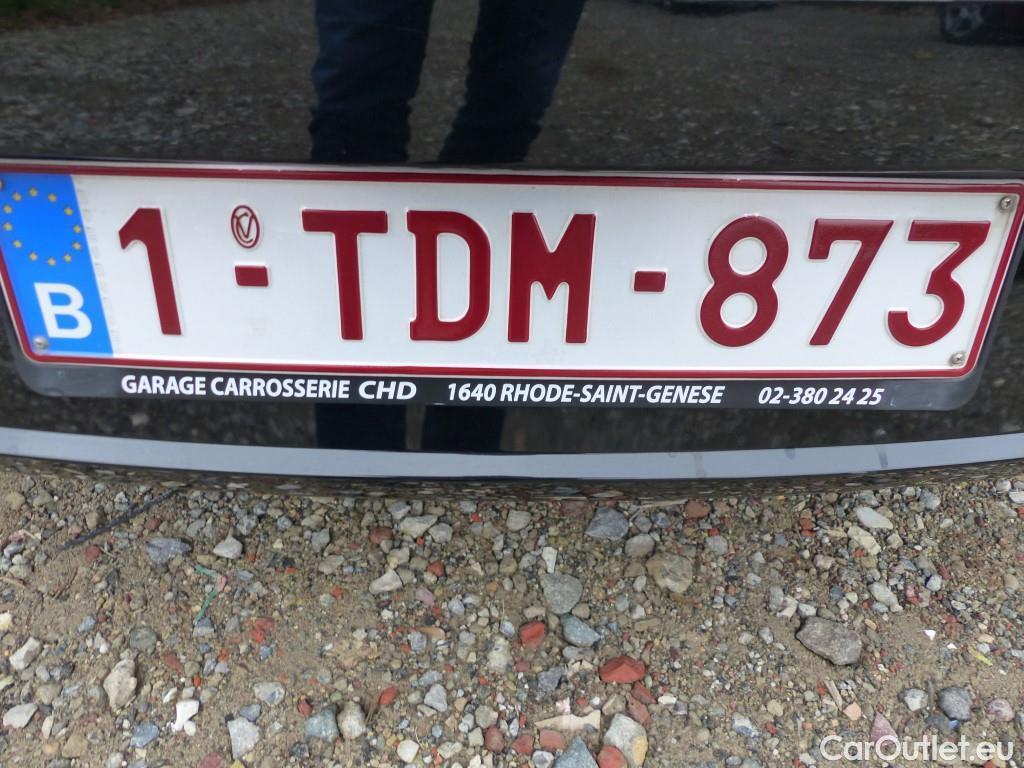 B 1-TDM-873
GARAGE CARROSSERIE CHD 1640 RHODE-SAINT-GENESE 02-380 24 25
CarOutlet.eu